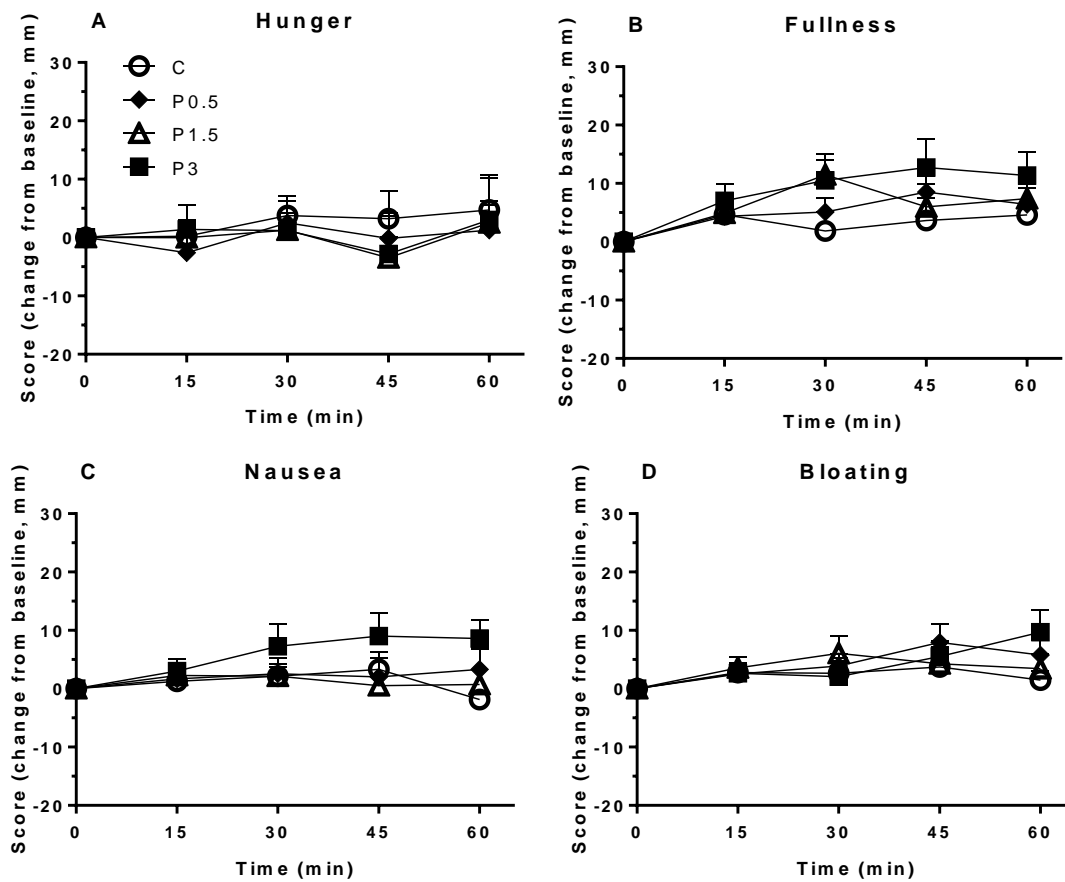 A Hunger
Score (change from baseline, mm)
30
20
10
0
-10
-20
C
P0.5
P1.5
P3
0 15 30 45 60
Time (min)
B Fullness
Score (change from baseline, mm)
30
20
10
0
-10
-20
0 15 30 45 60
Time (min)
C Nausea
Score (change from baseline, mm)
30
20
10
0
-10
-20
0 15 30 45 60
Time (min)
D Bloating
Score (change from baseline, mm)
30
20
10
0
-10
-20
0 15 30 45 60
Time (min)